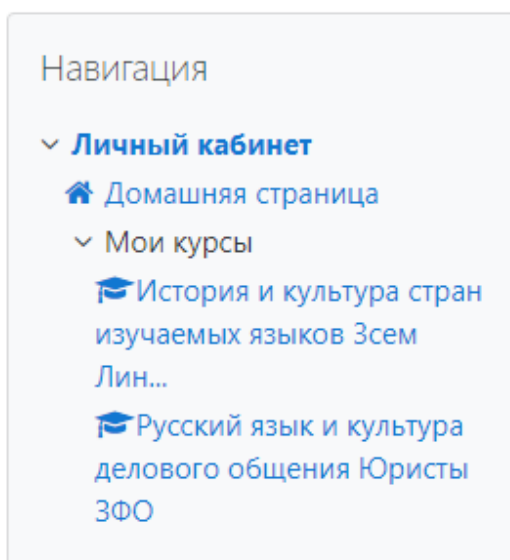 Навигация
Личный кабинет
Домашняя страница
Мои курсы
История и культура стран
изучаемых языков 3сем
Лин...
Русский язык и культура
делового общения Юристы
ЗФО